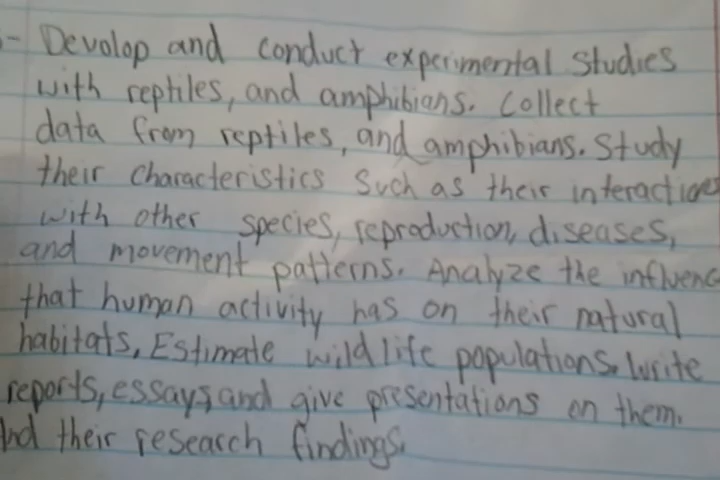 - Devolop and conduct experimental studies
with reptiles, and amphibians. Collect
data from reptiles, and amphibians. Study
their characteristics such as their interactions
with other species, reproduction, diseases,
and movement patterns. Analyze the influenc
that human activity has on their natural
habitats, Estimate wildlife populations. Write
reports, essays, and give presentations on them.
And their research findings.